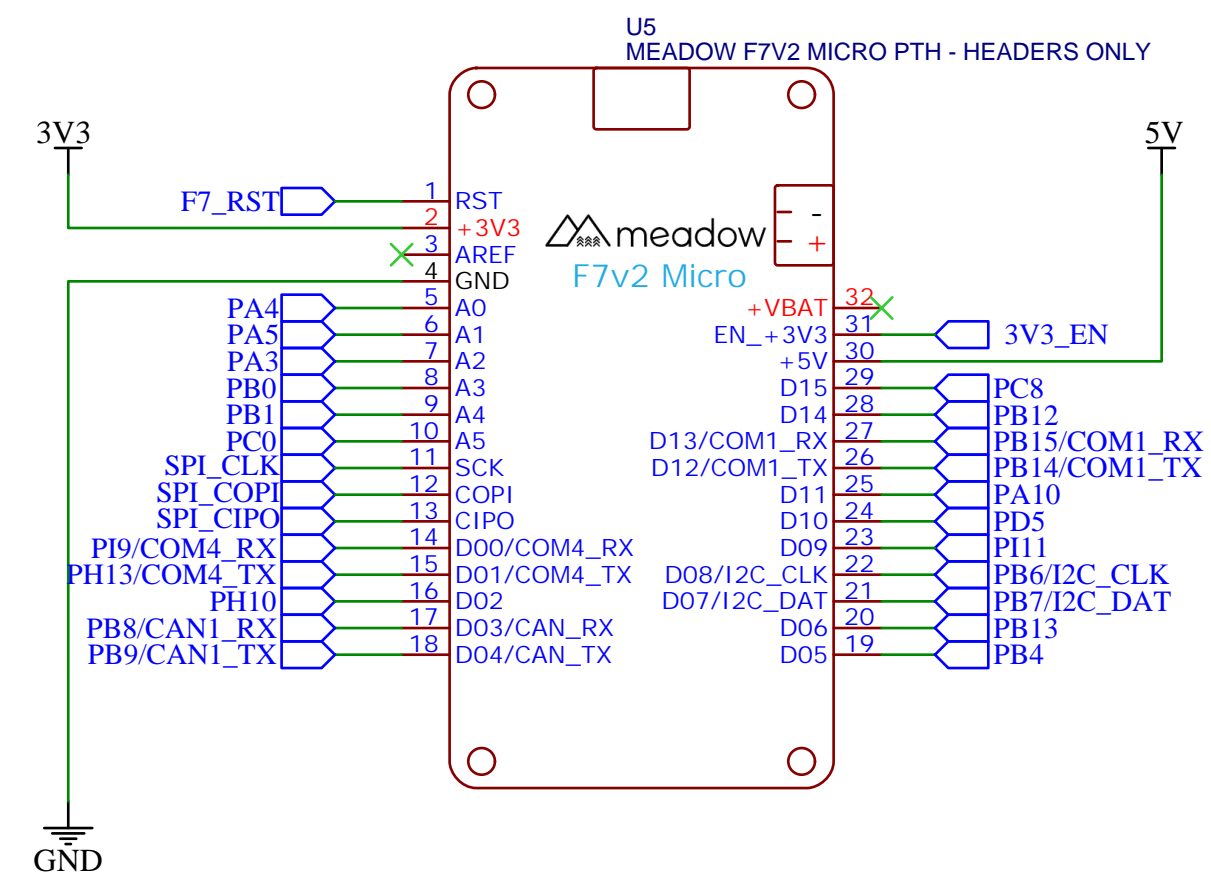 U5
MEADOW F7V2 MICRO PTH - HEADERS ONLY
3V3
5V
F7_RST 1 RST
2 +3V3
3 AREF
4 GND
PA4 5 A0
PA5 6 A1
PA3 7 A2
PB0 8 A3
PB1 9 A4
PC0 10 A5
SPI_CLK 11 SCK
SPI_COPI 12 COPI
SPI_CIPO 13 CIPO
PI9/COM4_RX 14 D00/COM4_RX
PH13/COM4_TX 15 D01/COM4_TX
PH10 16 D02
PB8/CAN1_RX 17 D03/CAN_RX
PB9/CAN1_TX 18 D04/CAN_TX
meadow
F7v2 Micro
-
+
+VBAT 32
EN_+3V3 31 3V3_EN
+5V 30
D15 29 PC8
D14 28 PB12
D13/COM1_RX 27 PB15/COM1_RX
D12/COM1_TX 26 PB14/COM1_TX
D11 25 PA10
D10 24 PD5
D09 23 PI11
D08/I2C_CLK 22 PB6/I2C_CLK
D07/I2C_DAT 21 PB7/I2C_DAT
D06 20 PB13
D05 19 PB4
GND